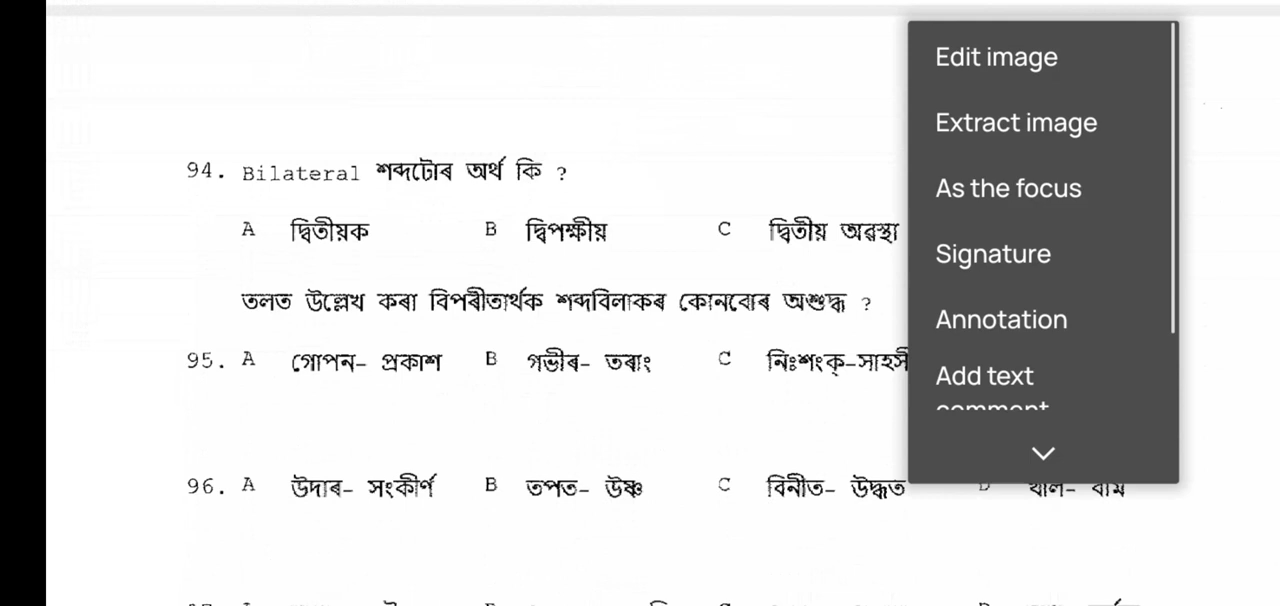 Edit image
Extract image
As the focus
Signature
Annotation
Add text
comment
94. Bilateral শব্দটোৰ অৰ্থ কি ?
A দ্বিতীয়ক B দ্বিপক্ষীয় C দ্বিতীয় অৱস্থা
তলত উল্লেখ কৰা বিপৰীতাৰ্থক শব্দবিলাকৰ কোনবোৰ অশুদ্ধ ?
95. A গোপন- প্ৰকাশ B গভীৰ- তৰাং C নিঃশংক্-সাহসী
96. A উদাৰ- সংকীৰ্ণ B তপত- উষ্ণ C বিনীত- উদ্ধত D